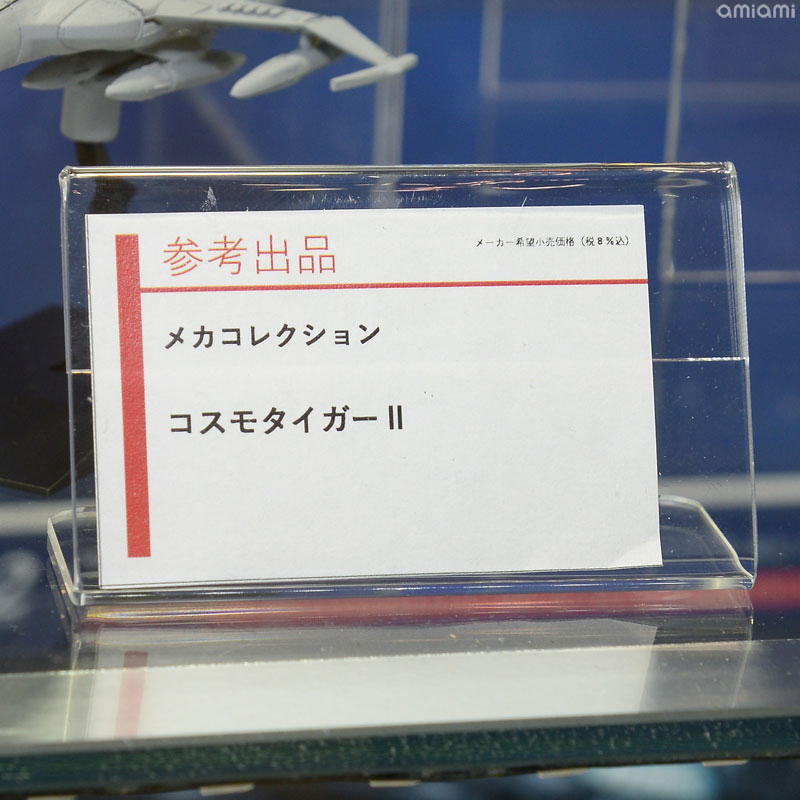 amiami
参考出品
メーカー希望小売価格（税8%込）
メカコレクション
コスモタイガーⅡ